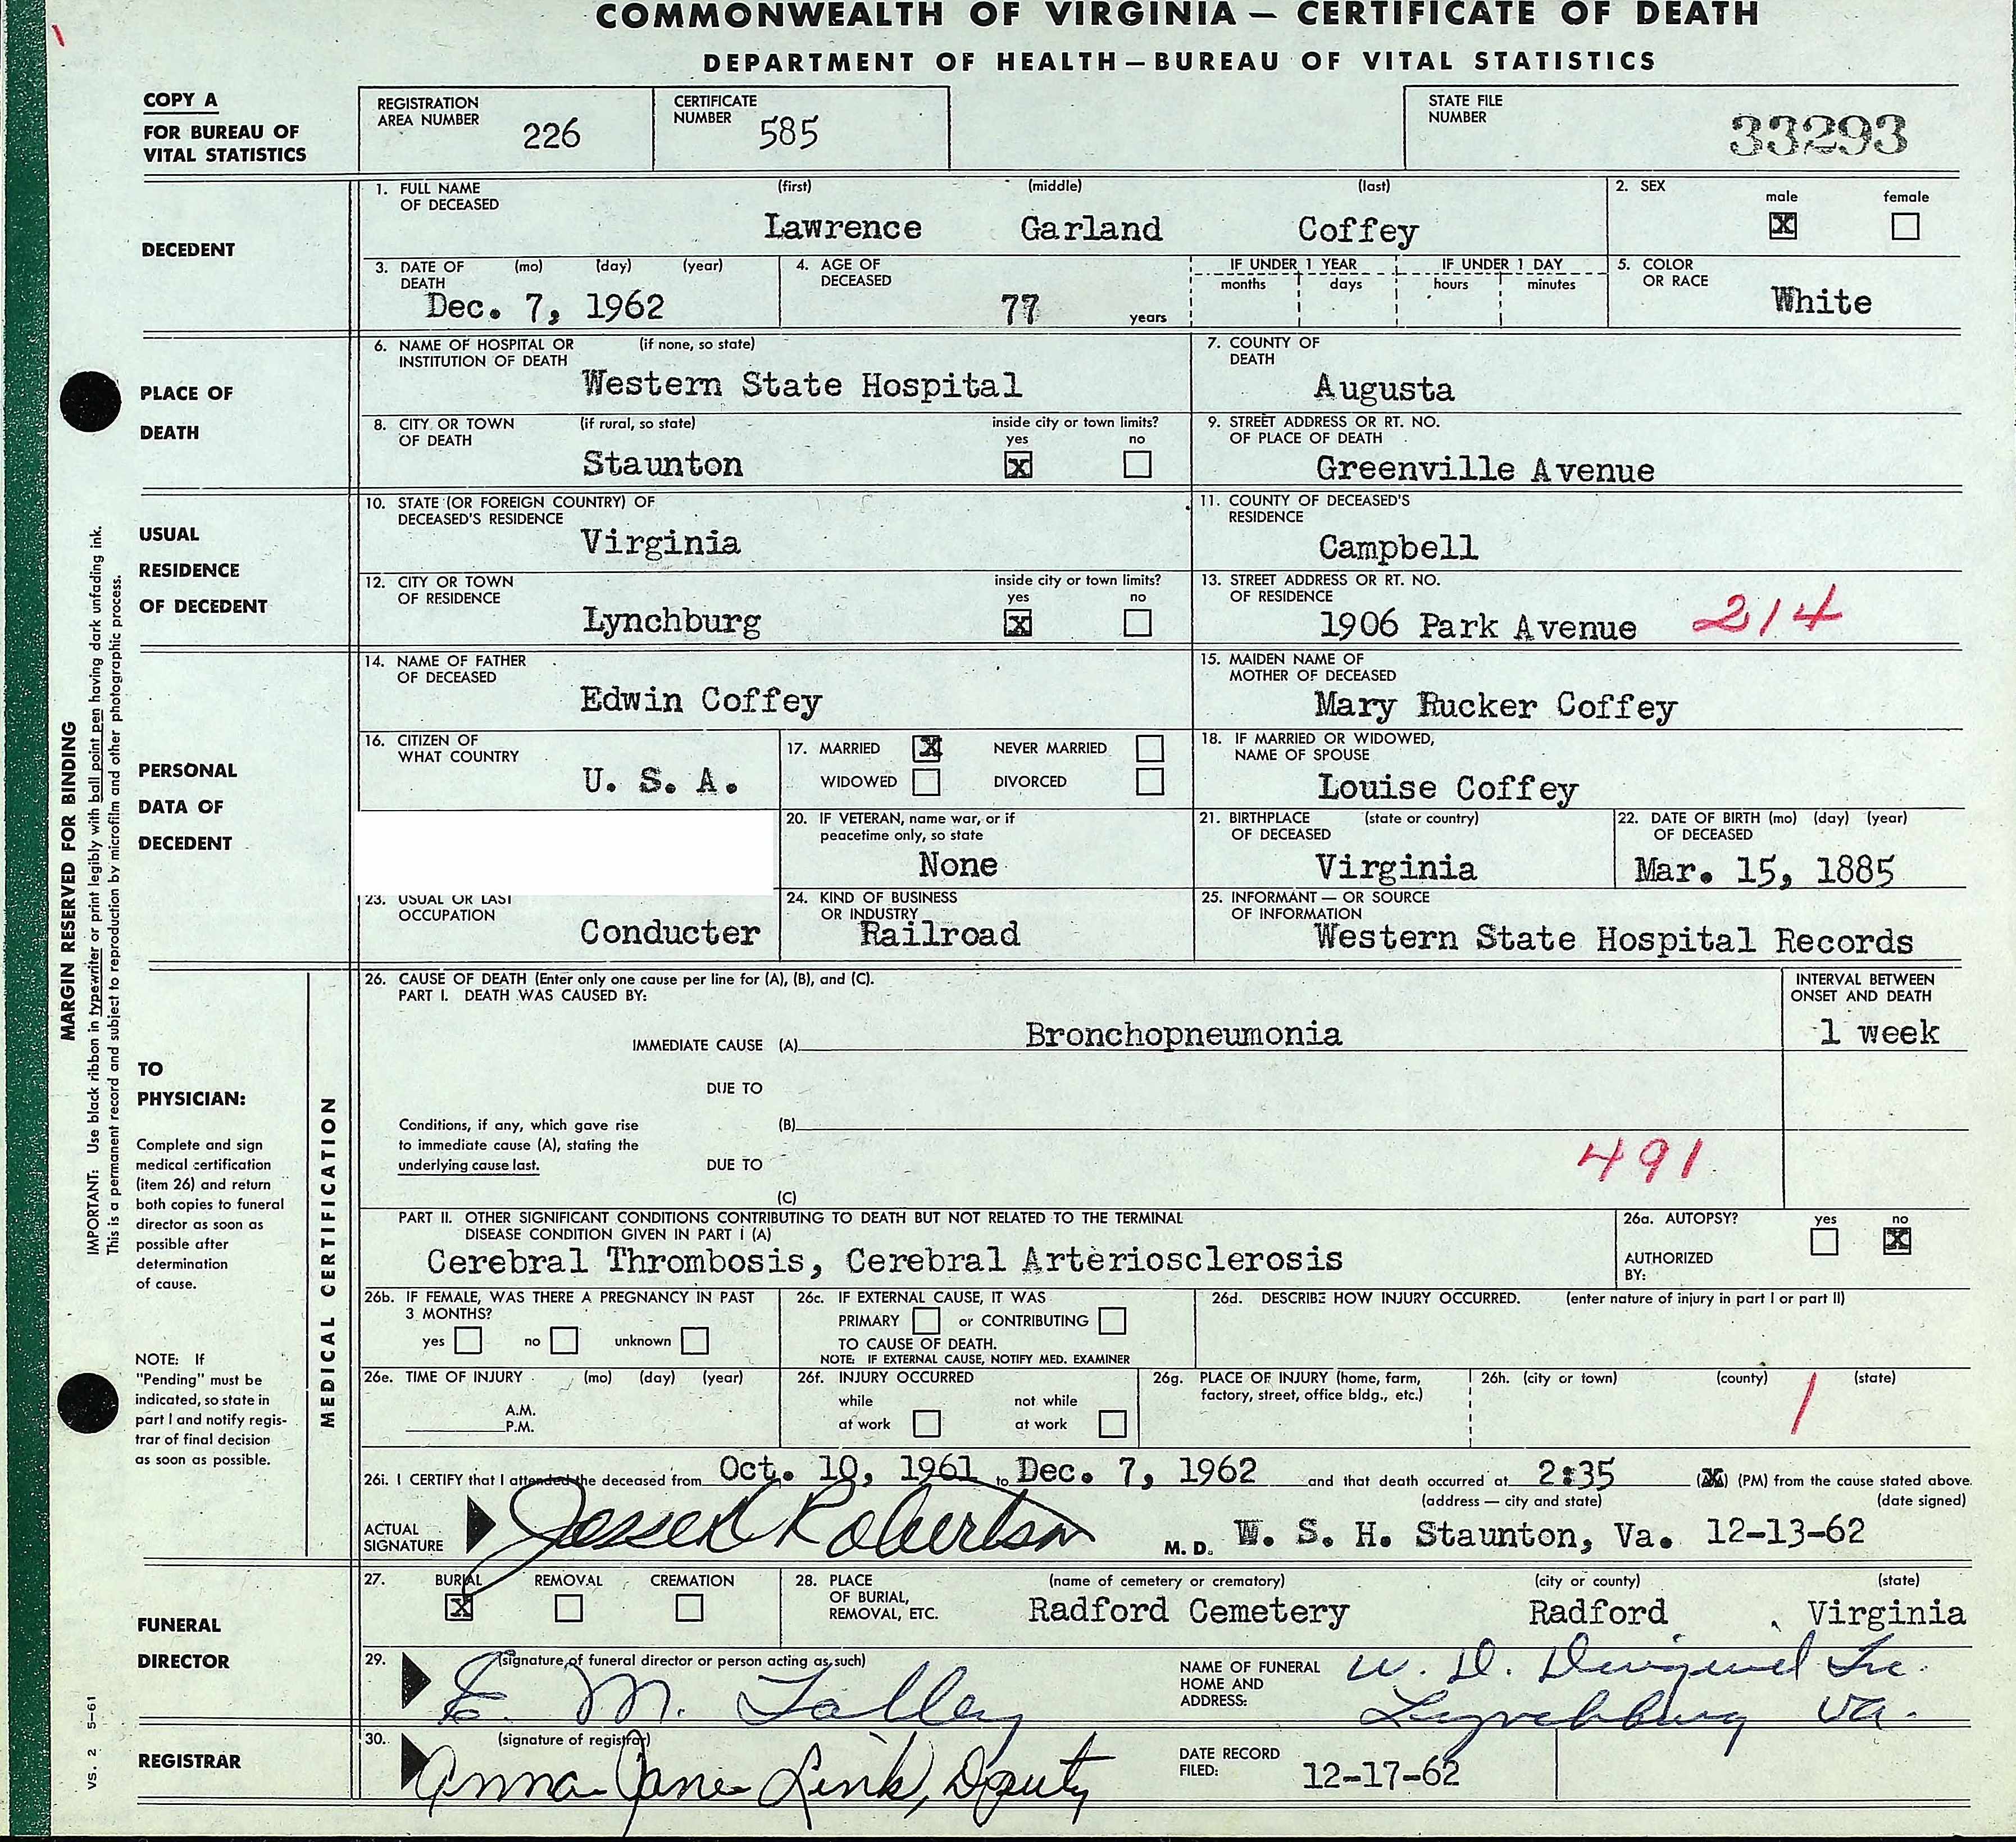 COMMONWEALTH OF VIRGINIA — CERTIFICATE OF DEATH
DEPARTMENT OF HEALTH — BUREAU OF VITAL STATISTICS
COPY A
FOR BUREAU OF
VITAL STATISTICS
REGISTRATION
AREA NUMBER 226
CERTIFICATE
NUMBER 585
STATE FILE
NUMBER 33293
DECEDENT
1. FULL NAME (first) (middle) (last)
OF DECEASED
Lawrence Garland Coffey
2. SEX male female
X
3. DATE OF (mo) (day) (year)
DEATH
Dec. 7, 1962
4. AGE OF
DECEASED 77 years
IF UNDER 1 YEAR IF UNDER 1 DAY
months days hours minutes
5. COLOR
OR RACE White
PLACE OF
DEATH
6. NAME OF HOSPITAL OR (if none, so state)
INSTITUTION OF DEATH
Western State Hospital
7. COUNTY OF
DEATH
Augusta
8. CITY OR TOWN (if rural, so state) inside city or town limits?
OF DEATH yes no
Staunton X
9. STREET ADDRESS OR RT. NO.
OF PLACE OF DEATH
Greenville Avenue
USUAL
RESIDENCE
OF DECEDENT
10. STATE (OR FOREIGN COUNTRY) OF
DECEASED'S RESIDENCE
Virginia
11. COUNTY OF DECEASED'S
RESIDENCE
Campbell
12. CITY OR TOWN inside city or town limits?
OF RESIDENCE yes no
Lynchburg X
13. STREET ADDRESS OR RT. NO.
OF RESIDENCE
1906 Park Avenue 214
PERSONAL
DATA OF
DECEDENT
14. NAME OF FATHER
OF DECEASED
Edwin Coffey
15. MAIDEN NAME OF
MOTHER OF DECEASED
Mary Rucker Coffey
16. CITIZEN OF
WHAT COUNTRY
U. S. A.
17. MARRIED X NEVER MARRIED
WIDOWED DIVORCED
18. IF MARRIED OR WIDOWED,
NAME OF SPOUSE
Louise Coffey
20. IF VETERAN, name war, or if
peacetime only, so state
None
21. BIRTHPLACE (state or country)
OF DECEASED
Virginia
22. DATE OF BIRTH (mo) (day) (year)
OF DECEASED
Mar. 15, 1885
23. USUAL OR LAST
OCCUPATION
Conducter
24. KIND OF BUSINESS
OR INDUSTRY
Railroad
25. INFORMANT — OR SOURCE
OF INFORMATION
Western State Hospital Records
MARGIN RESERVED FOR BINDING
IMPORTANT: Use black ribbon in typewriter or print legibly with ball point pen having dark unfading ink.
This is a permanent record and subject to reproduction by microfilm and other photographic process.
TO
PHYSICIAN:
Complete and sign
medical certification
(item 26) and return
both copies to funeral
director as soon as
possible after
determination
of cause.
NOTE: If
"Pending" must be
indicated, so state in
part I and notify regis-
trar of final decision
as soon as possible.
MEDICAL CERTIFICATION
26. CAUSE OF DEATH (Enter only one cause per line for (A), (B), and (C).
PART I. DEATH WAS CAUSED BY:
INTERVAL BETWEEN
ONSET AND DEATH
IMMEDIATE CAUSE (A) Bronchopneumonia 1 week
DUE TO
Conditions, if any, which gave rise
to immediate cause (A), stating the
underlying cause last.
(B)
DUE TO
491
(C)
PART II. OTHER SIGNIFICANT CONDITIONS CONTRIBUTING TO DEATH BUT NOT RELATED TO THE TERMINAL
DISEASE CONDITION GIVEN IN PART I (A)
Cerebral Thrombosis, Cerebral Arteriosclerosis
26a. AUTOPSY? yes no
X
AUTHORIZED
BY:
26b. IF FEMALE, WAS THERE A PREGNANCY IN PAST
3 MONTHS?
yes no unknown
26c. IF EXTERNAL CAUSE, IT WAS
PRIMARY or CONTRIBUTING
TO CAUSE OF DEATH.
NOTE: IF EXTERNAL CAUSE, NOTIFY MED. EXAMINER
26d. DESCRIBE HOW INJURY OCCURRED. (enter nature of injury in part I or part II)
26e. TIME OF INJURY (mo) (day) (year)
A.M.
P.M.
26f. INJURY OCCURRED
while not while
at work at work
26g. PLACE OF INJURY (home, farm,
factory, street, office bldg., etc.)
26h. (city or town) (county) (state)
1
26i. I CERTIFY that I attended the deceased from Oct. 10, 1961 to Dec. 7, 1962 and that death occurred at 2:35 (PM) from the cause stated above.
(address — city and state) (date signed)
ACTUAL
SIGNATURE Robertson M. D. W. S. H. Staunton, Va. 12-13-62
FUNERAL
DIRECTOR
27. BURIAL REMOVAL CREMATION
X
28. PLACE
OF BURIAL,
REMOVAL, ETC.
(name of cemetery or crematory) (city or county) (state)
Radford Cemetery Radford, Virginia
29. (signature of funeral director or person acting as such)
E. M. Talley
NAME OF FUNERAL
HOME AND
ADDRESS:
W. D. Diuguid Inc.
Lynchburg Va.
REGISTRAR
30. (signature of registrar)
Anna Jane Link, Deputy
DATE RECORD
FILED: 12-17-62
VS. 2 5-61